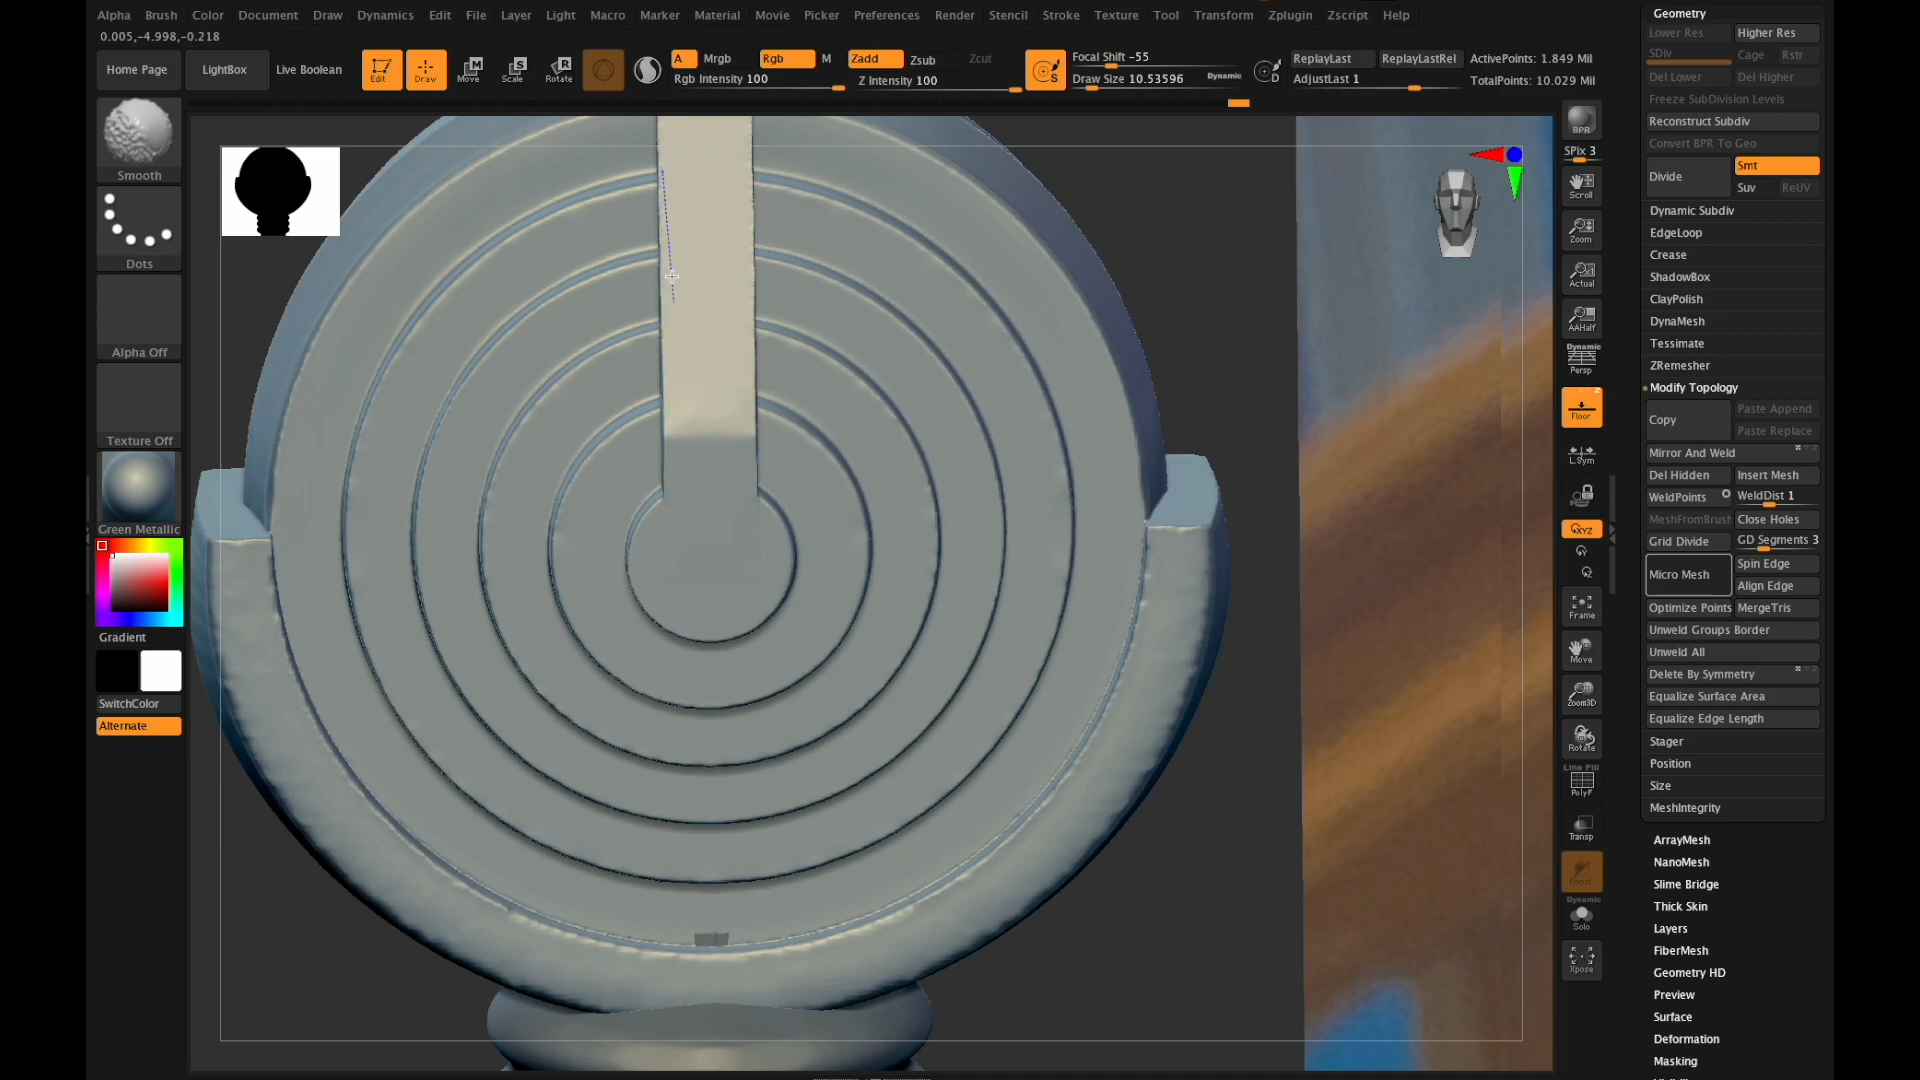 Alpha Brush Color Document Draw Dynamics Edit File Layer Light Macro Marker Material Movie Picker Preferences Render Stencil Stroke Texture Tool Transform Zplugin Zscript Help
0.005,-4.998,-0.218
Home Page
LightBox
Live Boolean
Edit
Draw
Move
Scale
Rotate
A
Mrgb
Rgb
M
Zadd
Zsub
Zcut
Rgb Intensity 100
Z Intensity 100
S
Focal Shift -55
Draw Size 10.53596
Dynamic
D
ReplayLast
ReplayLastRel
AdjustLast 1
ActivePoints: 1.849 Mil
TotalPoints: 10.029 Mil
Smooth
Dots
Alpha Off
Texture Off
Green Metallic
Gradient
SwitchColor
Alternate
BPR
SPix 3
Scroll
Zoom
Actual
AAHalf
Dynamic
Persp
Floor
L.Sym
XYZ
Y
Z
Frame
Move
Zoom3D
Rotate
Line Fill
PolyF
Transp
Ghost
Dynamic
Solo
Xpose
Geometry
Lower Res
Higher Res
SDiv
Cage
Rstr
Del Lower
Del Higher
Freeze SubDivision Levels
Reconstruct Subdiv
Convert BPR To Geo
Divide
Smt
Suv
ReUV
Dynamic Subdiv
EdgeLoop
Crease
ShadowBox
ClayPolish
DynaMesh
Tessimate
ZRemesher
Modify Topology
Copy
Paste Append
Paste Replace
Mirror And Weld
Del Hidden
Insert Mesh
WeldPoints
WeldDist 1
MeshFromBrush
Close Holes
Grid Divide
GD Segments 3
Micro Mesh
Spin Edge
Align Edge
Optimize Points
MergeTris
Unweld Groups Border
Unweld All
Delete By Symmetry
Equalize Surface Area
Equalize Edge Length
Stager
Position
Size
MeshIntegrity
ArrayMesh
NanoMesh
Slime Bridge
Thick Skin
Layers
FiberMesh
Geometry HD
Preview
Surface
Deformation
Masking